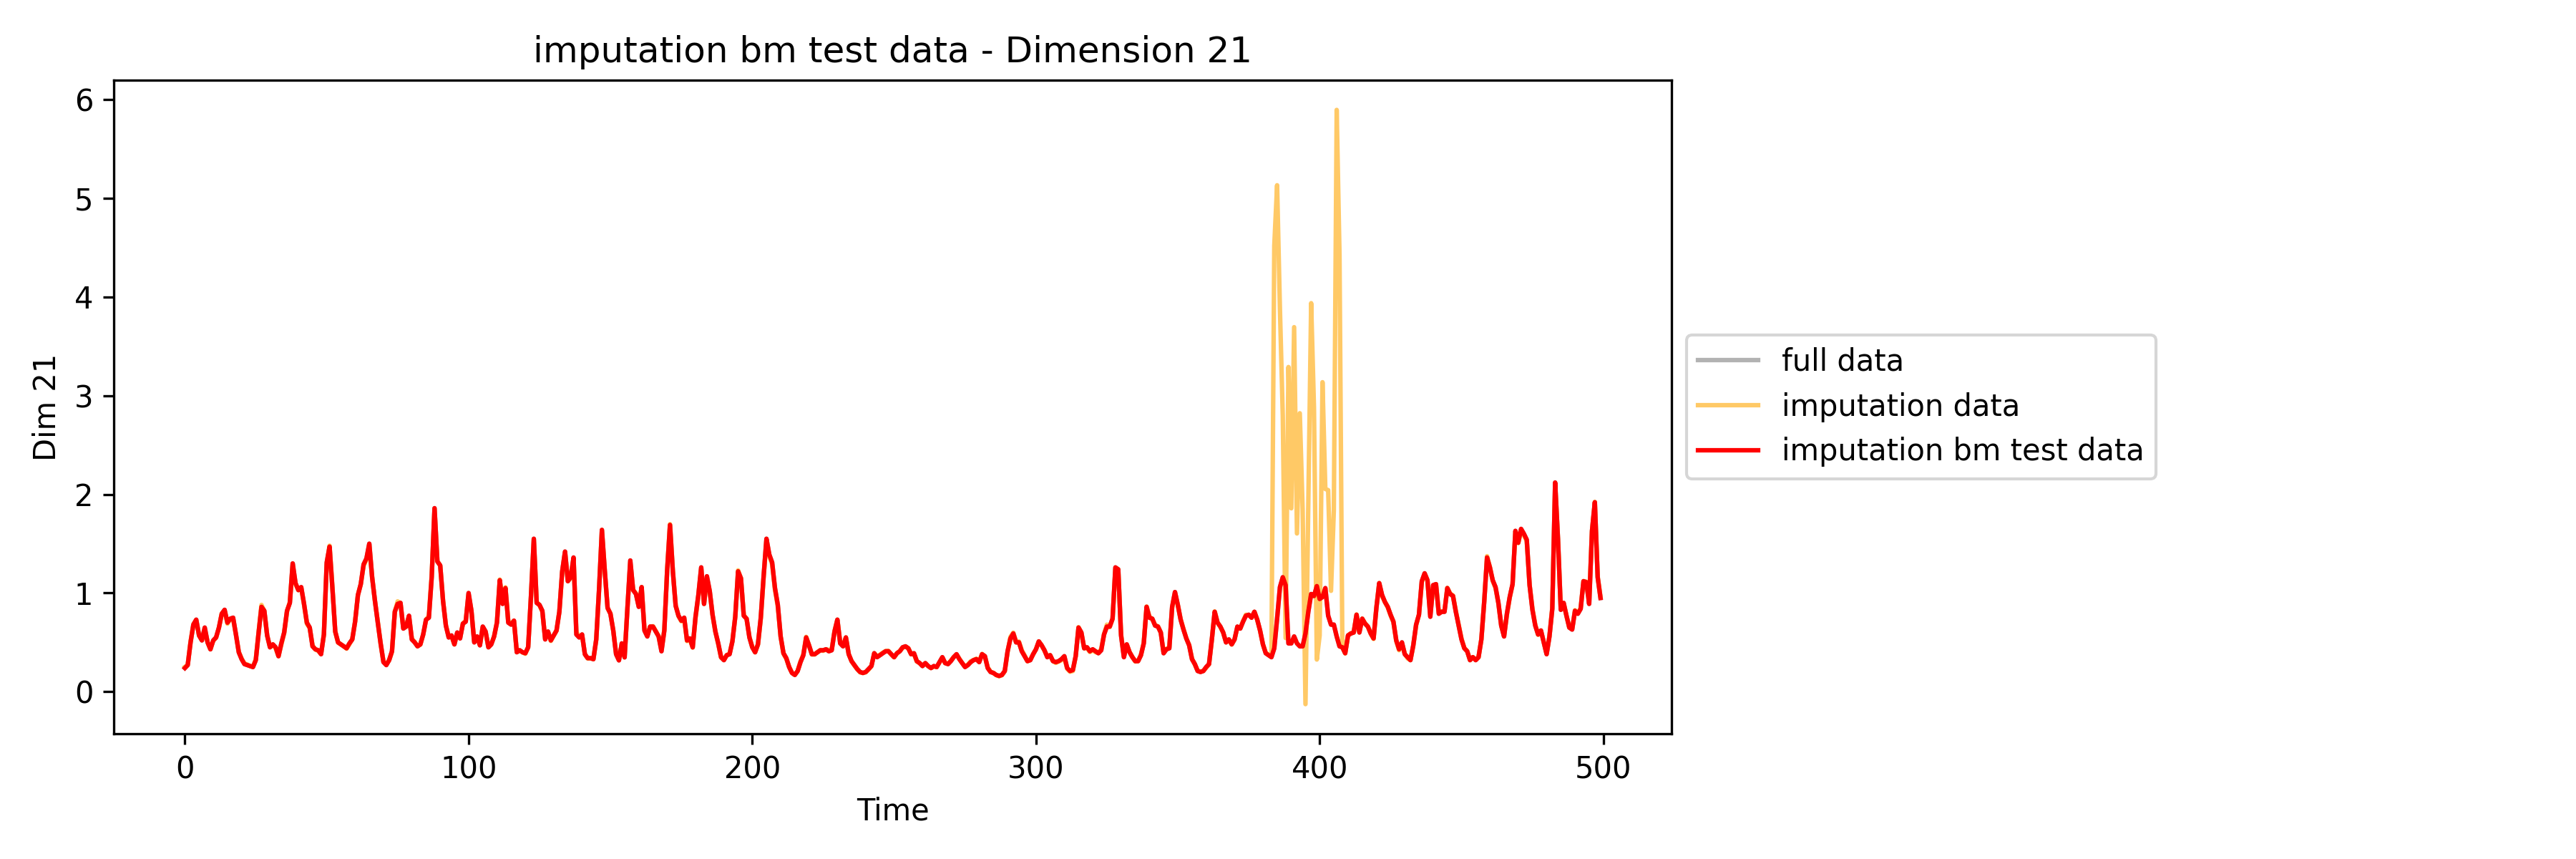 imputation bm test data - Dimension 21
6
5
4
3
2
1
0
Dim 21
0 100 200 300 400 500
Time
full data
imputation data
imputation bm test data